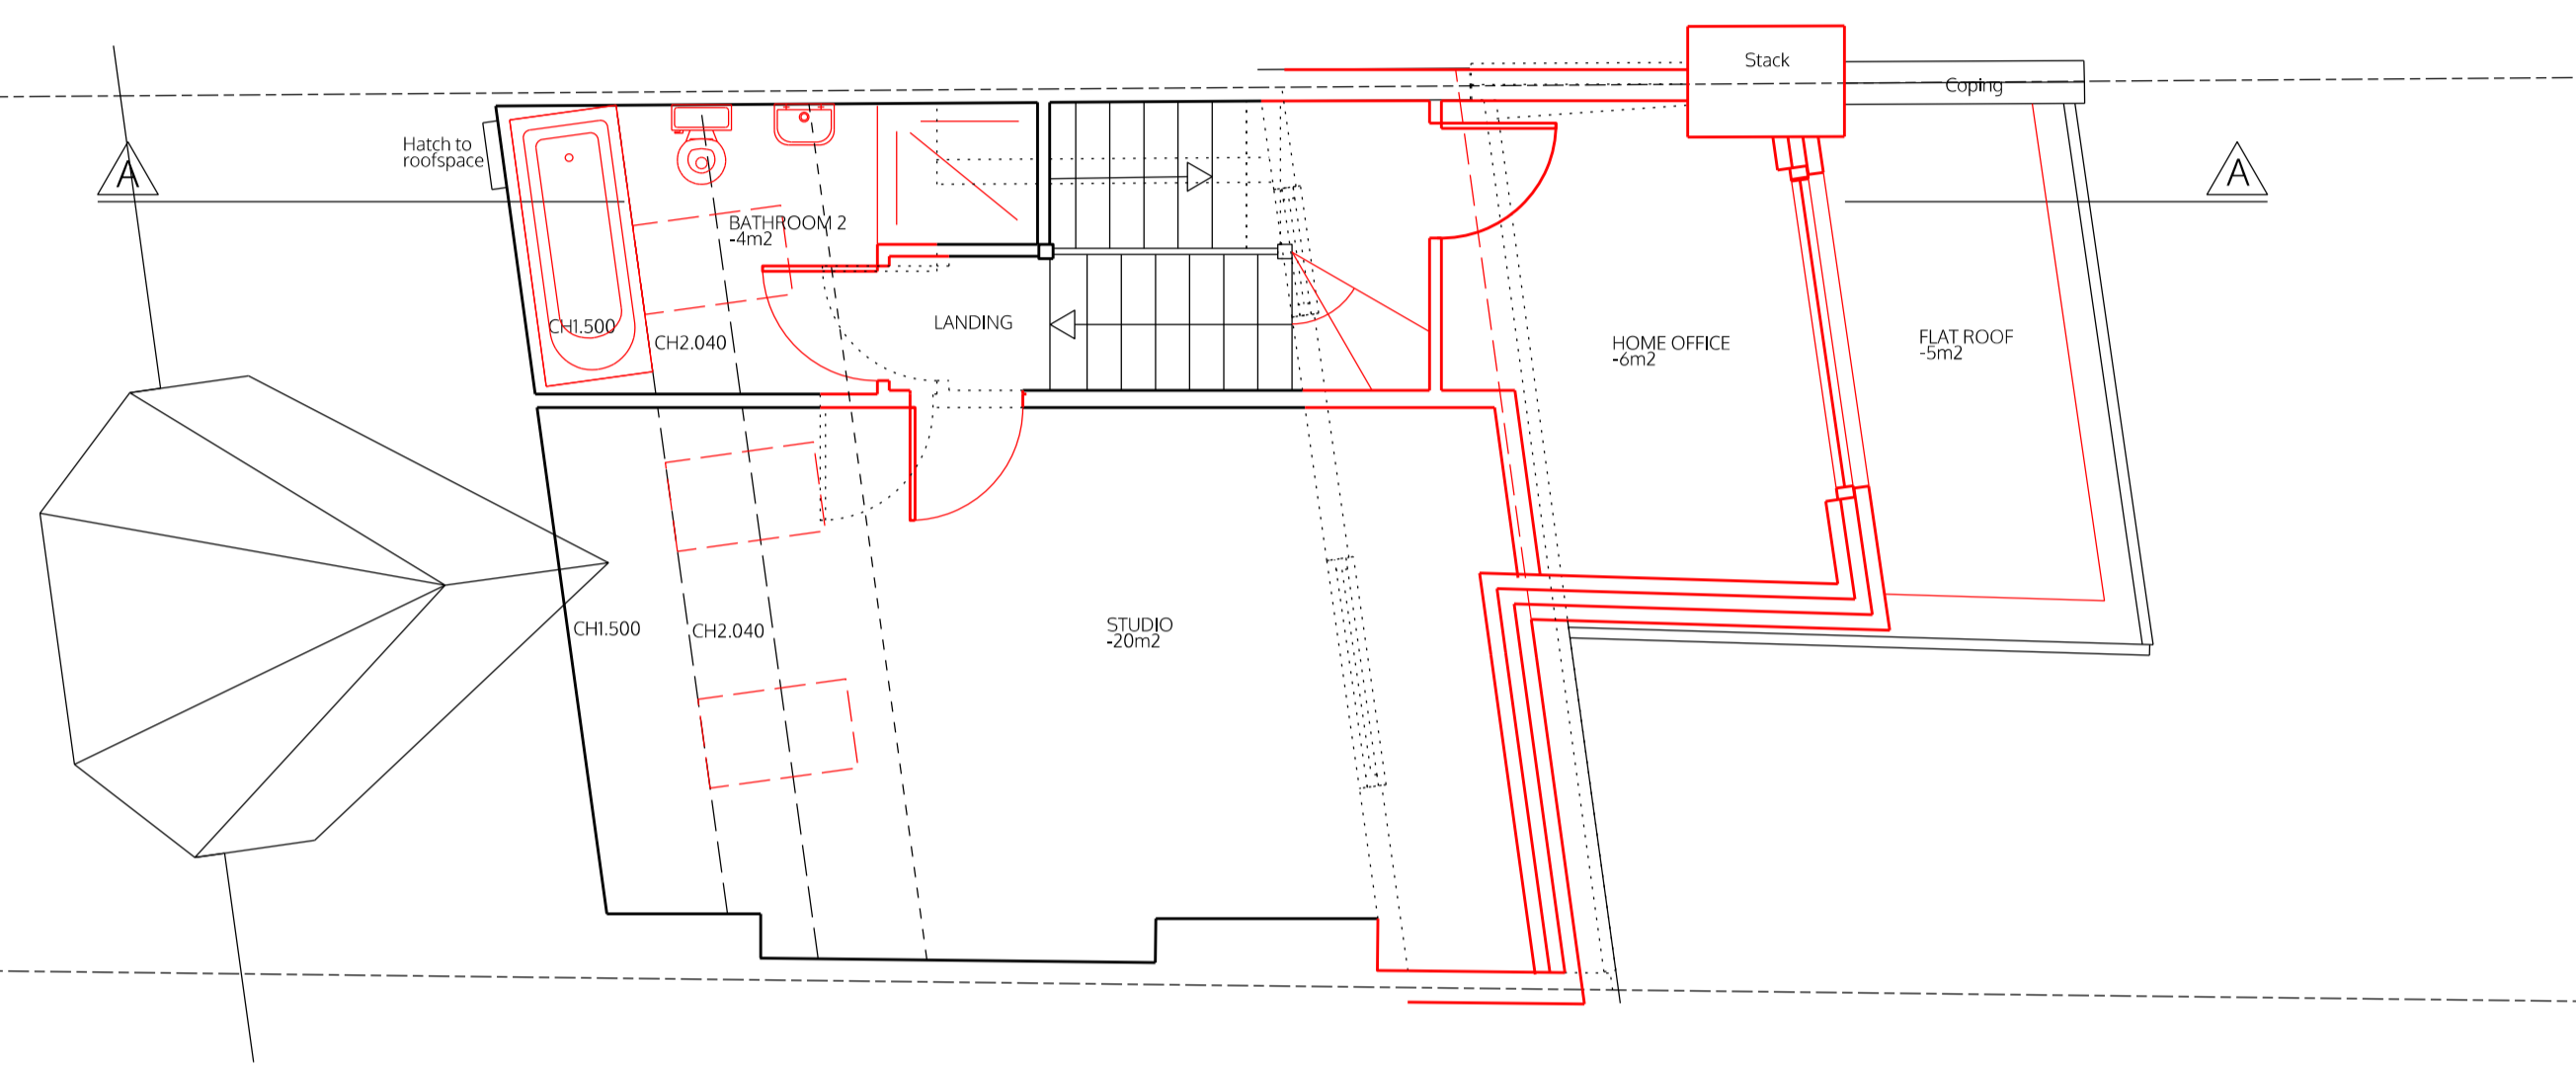 Stack
Coping
Hatch to
roofspace
A
A
BATHROOM 2
-4m2
CH1.500
CH2.040
LANDING
HOME OFFICE
-6m2
FLAT ROOF
-5m2
CH1.500
CH2.040
STUDIO
-20m2